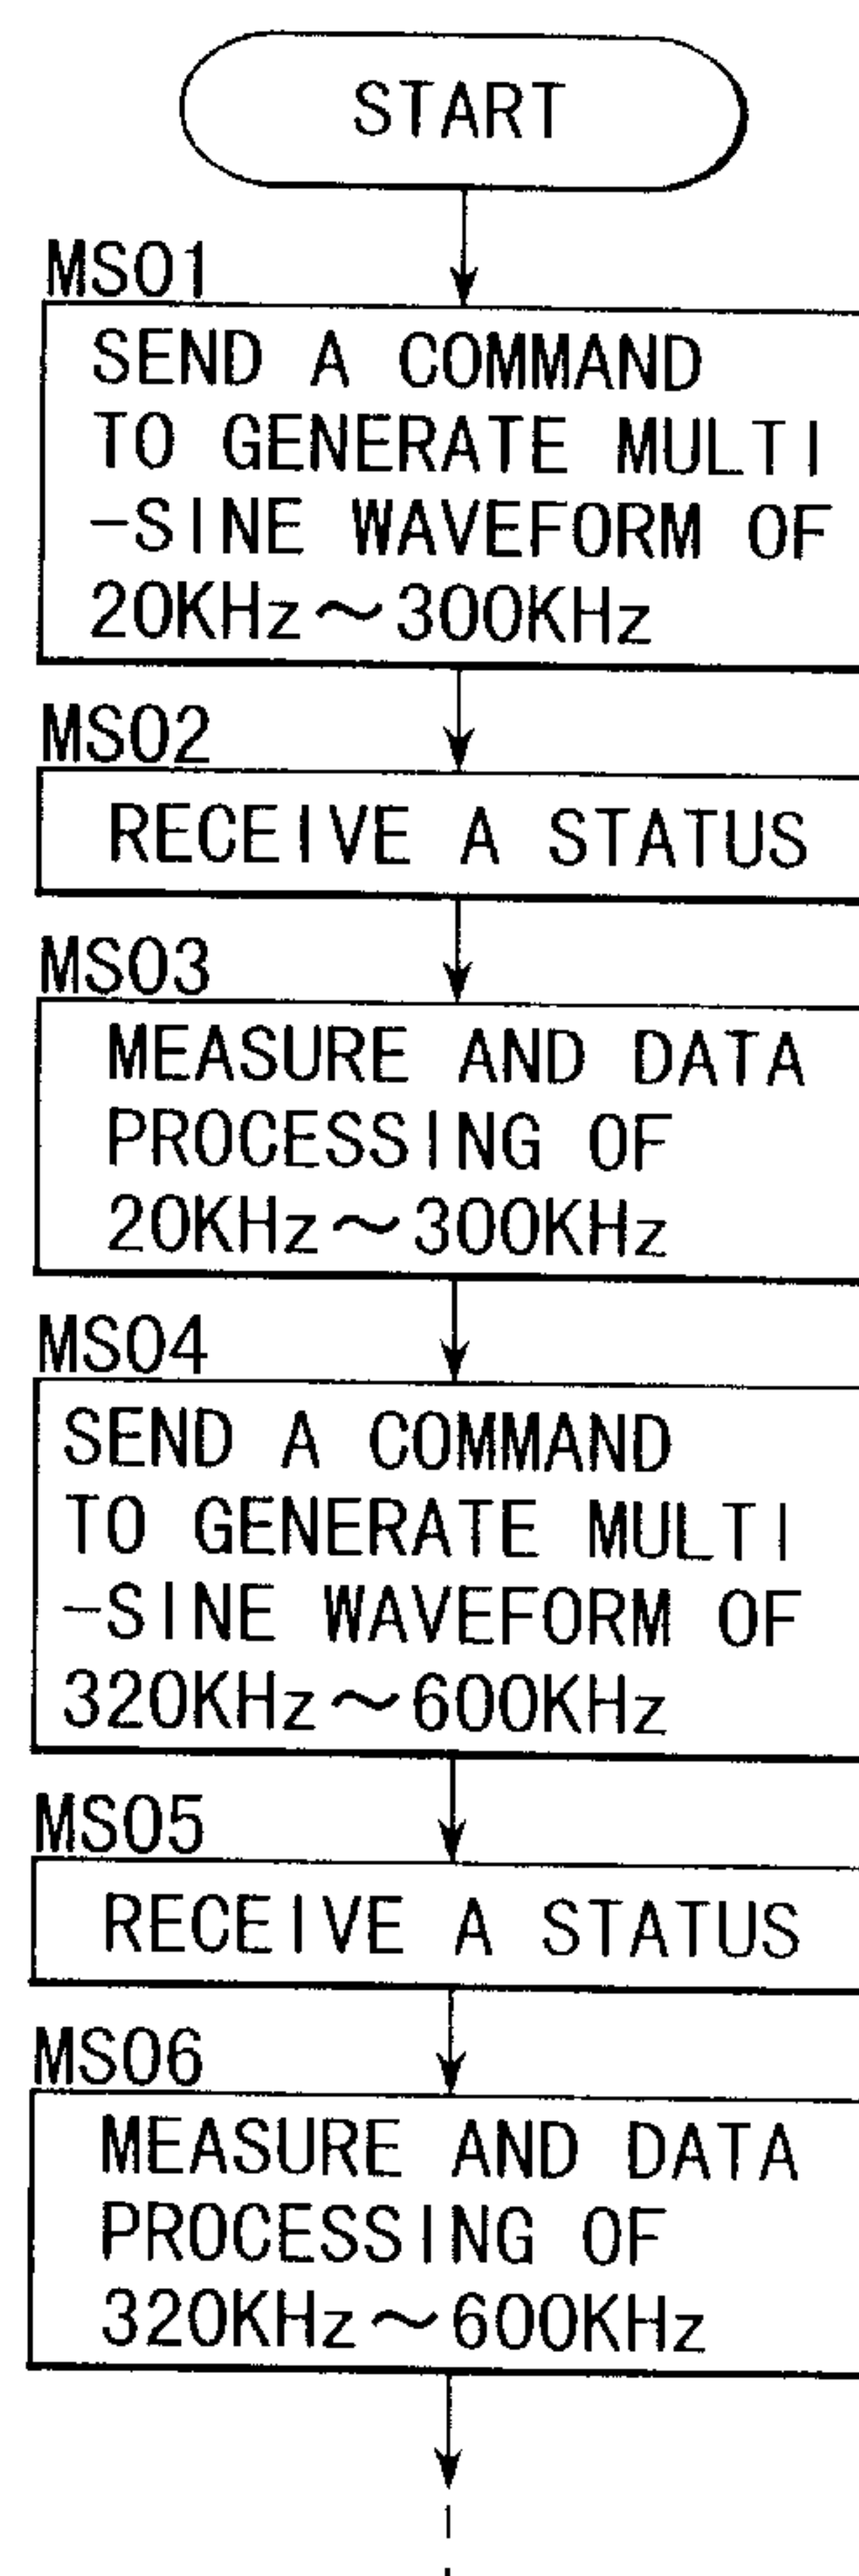 START
MS01
SEND A COMMAND
TO GENERATE MULTI
-SINE WAVEFORM OF
20KHz～300KHz
MS02
RECEIVE A STATUS
MS03
MEASURE AND DATA
PROCESSING OF
20KHz～300KHz
MS04
SEND A COMMAND
TO GENERATE MULTI
-SINE WAVEFORM OF
320KHz～600KHz
MS05
RECEIVE A STATUS
MS06
MEASURE AND DATA
PROCESSING OF
320KHz～600KHz